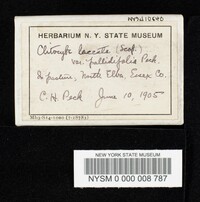 HERBARIUM N. Y. STATE MUSEUM
Clitocybe laccata (Scop.)
var. pallidifolia Peck
In pasture, North Elba, Essex Co.
C. H. Peck June 10, 1905
NEW YORK STATE MUSEUM
NYSM 0 000 008 787